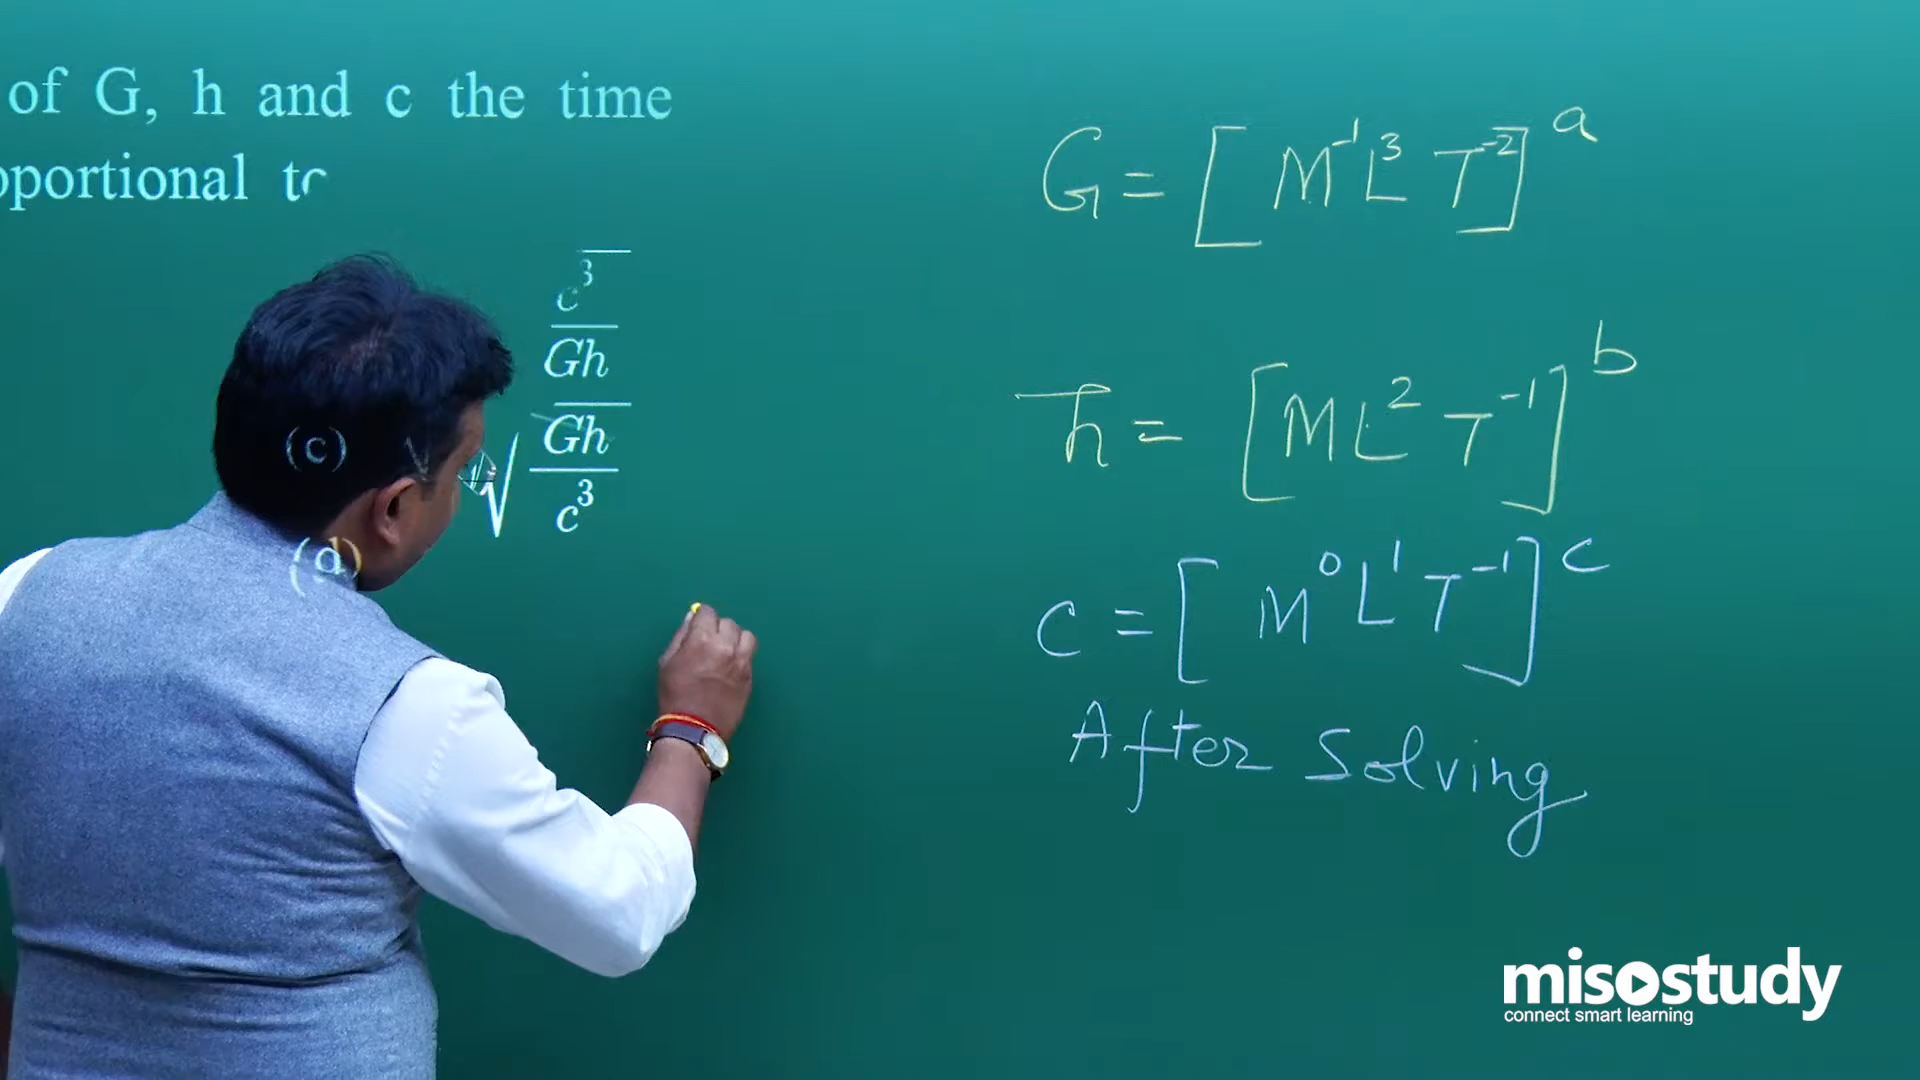 of G, h and c the time
oportional to
c³
Gh
(c) √ Gh
c³
(d)
G = [M⁻¹L³T⁻²]ᵃ
ħ = [ML²T⁻¹]ᵇ
c = [M⁰L¹T⁻¹]ᶜ
After Solving
misostudy
connect smart learning